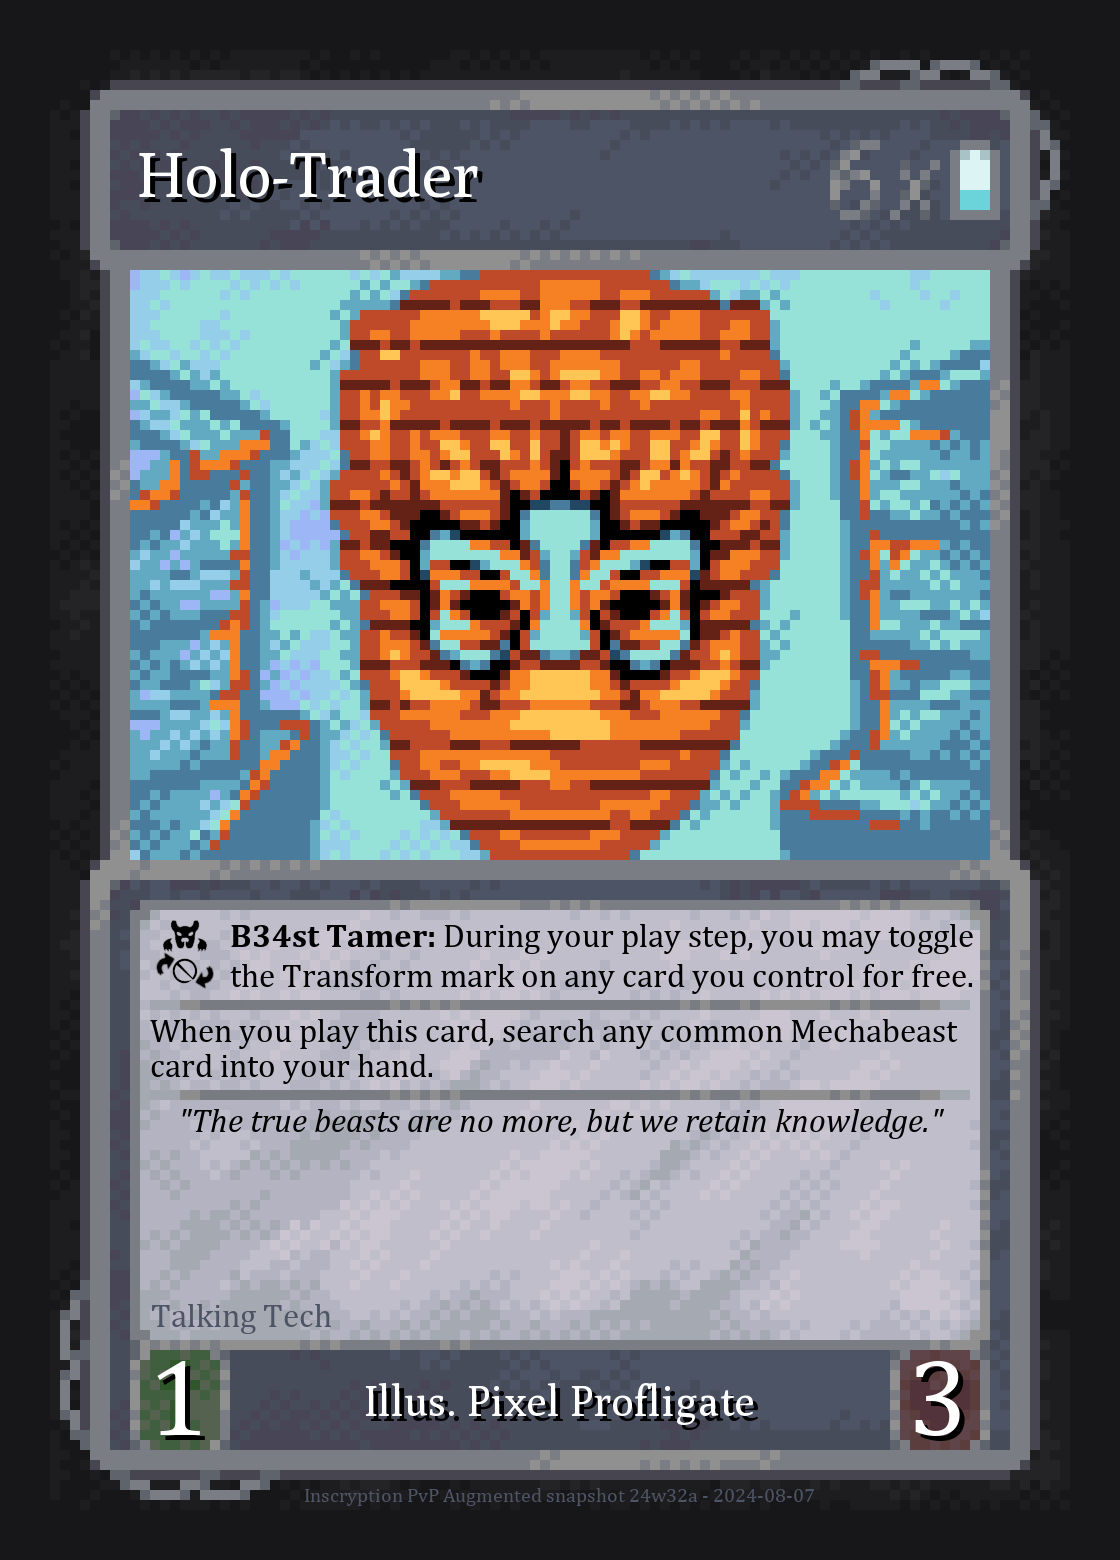 Holo-Trader 6x
B34st Tamer: During your play step, you may toggle
the Transform mark on any card you control for free.
When you play this card, search any common Mechabeast
card into your hand.
"The true beasts are no more, but we retain knowledge."
Talking Tech
1 Illus. Pixel Profligate 3
Inscryption PvP Augmented snapshot 24w32a - 2024-08-07